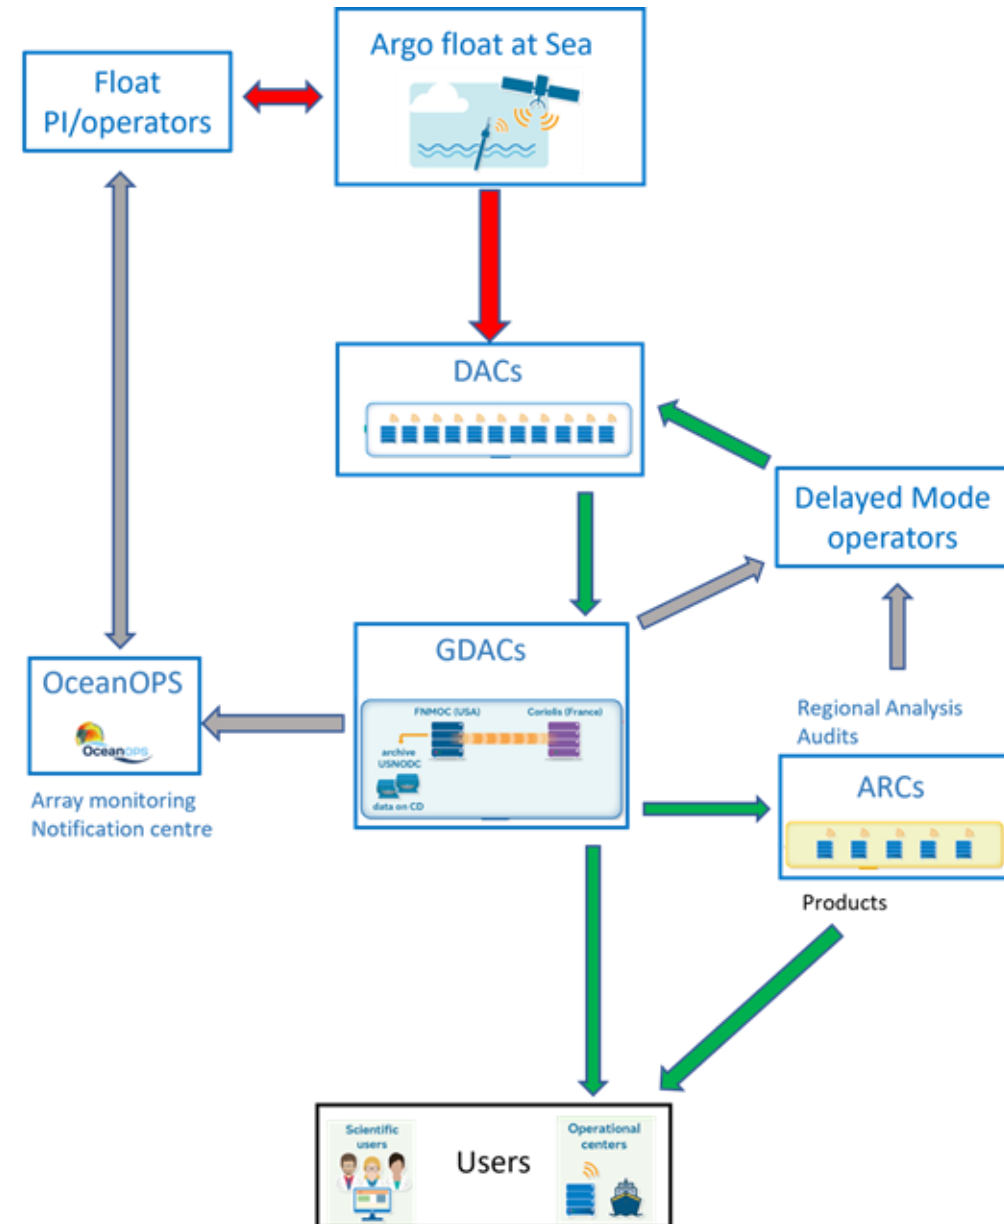 Argo float at Sea
Float
PI/operators
DACs
Delayed Mode
operators
GDACs
FNMOC (USA)
Coriolis (France)
archive
USNODC
data on CD
OceanOPS
OceanOPS
Array monitoring
Notification centre
Regional Analysis
Audits
ARCs
Products
Scientific
users
Users
Operational
centers